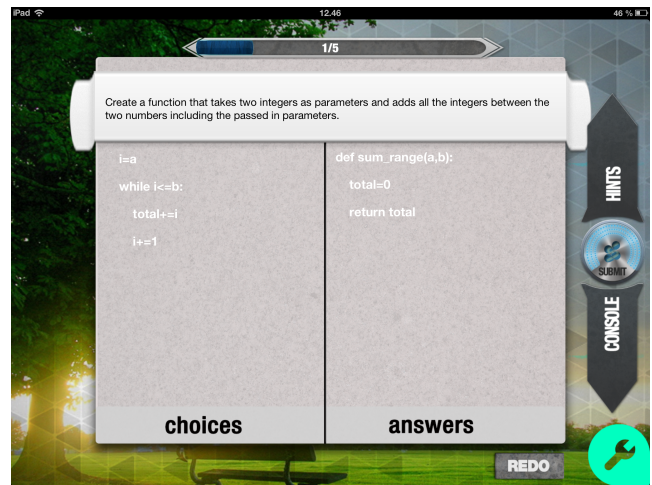 iPad 12.46 46 %
1/5
Create a function that takes two integers as parameters and adds all the integers between the
two numbers including the passed in parameters.
i=a
while i<=b:
total+=i
i+=1
def sum_range(a,b):
total=0
return total
HINTS
SUBMIT
CONSOLE
choices
answers
REDO